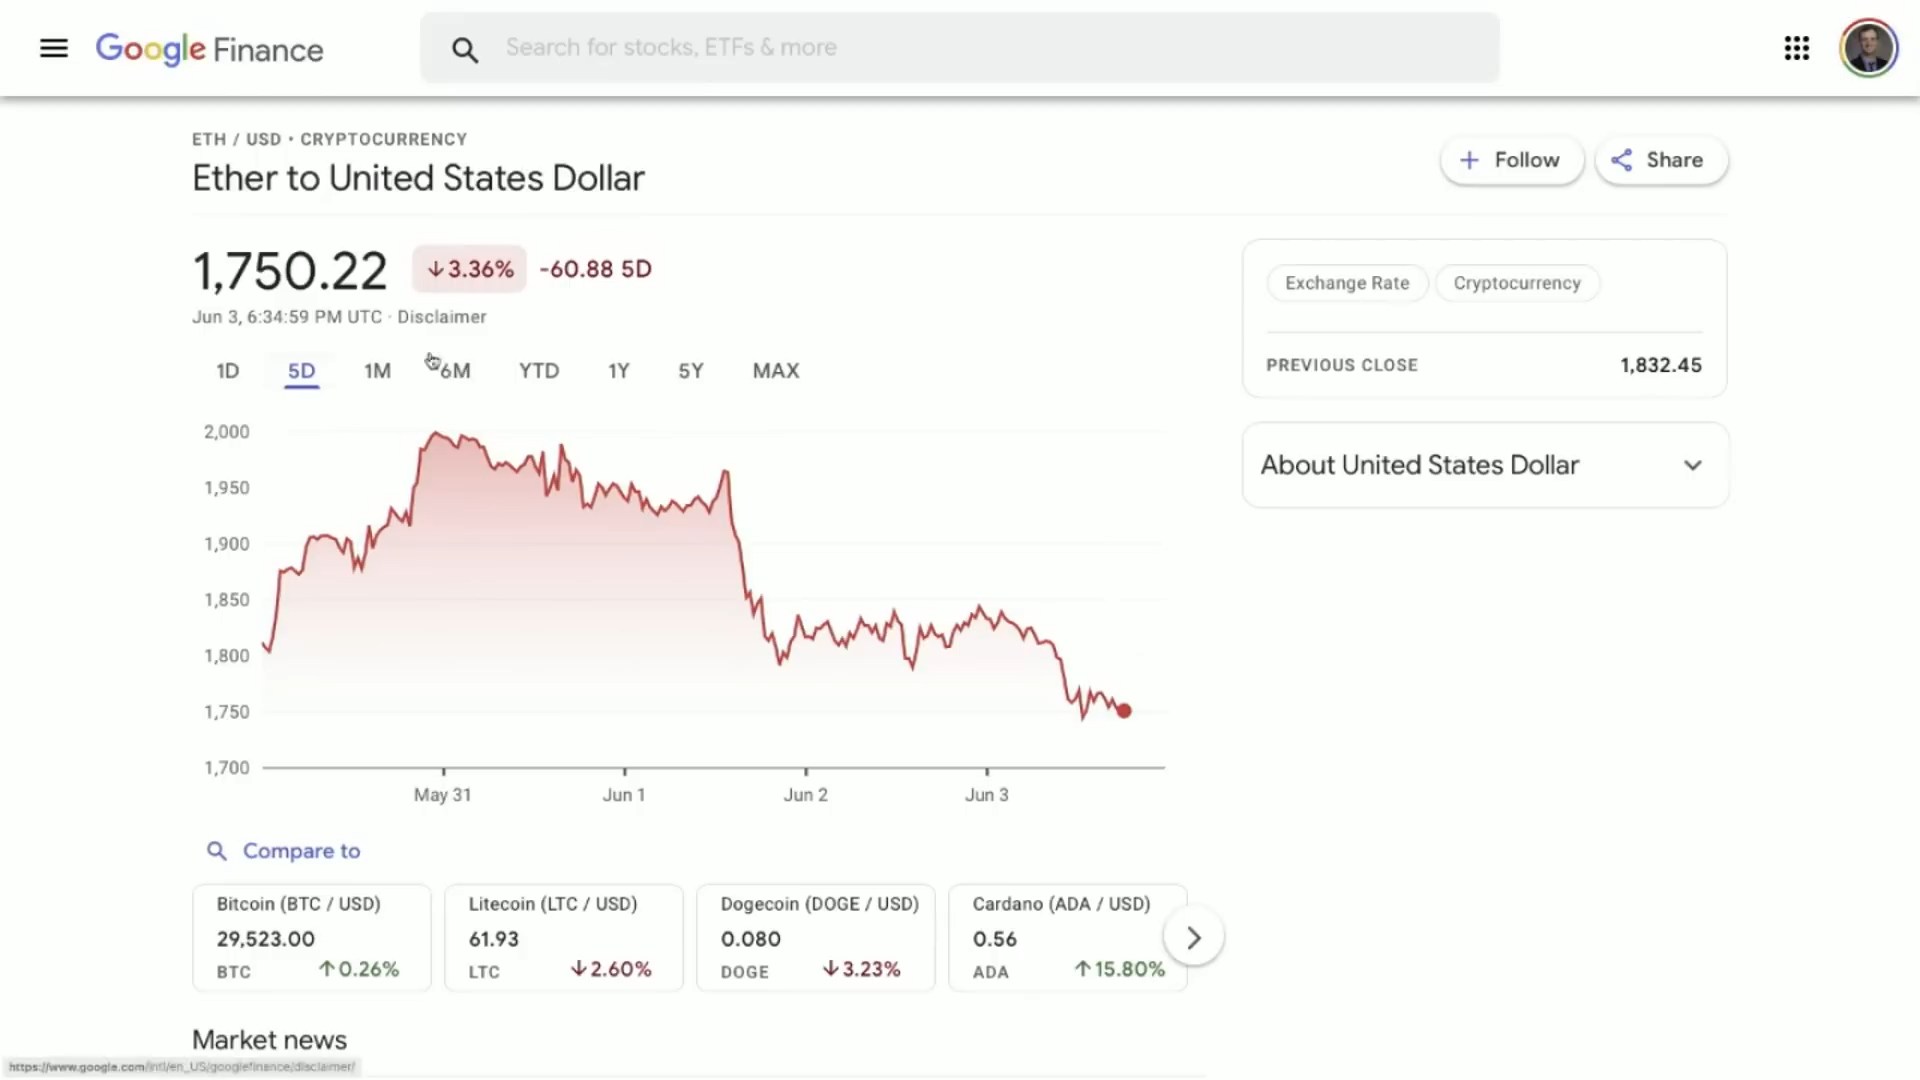 Google Finance
Search for stocks, ETFs & more
ETH / USD • CRYPTOCURRENCY
Ether to United States Dollar
Follow
Share
1,750.22
↓3.36%
-60.88 5D
Jun 3, 6:34:59 PM UTC · Disclaimer
1D
5D
1M
6M
YTD
1Y
5Y
MAX
Exchange Rate
Cryptocurrency
PREVIOUS CLOSE
1,832.45
About United States Dollar
2,000
1,950
1,900
1,850
1,800
1,750
1,700
May 31
Jun 1
Jun 2
Jun 3
Compare to
Bitcoin (BTC / USD)
29,523.00
BTC
↑0.26%
Litecoin (LTC / USD)
61.93
LTC
↓2.60%
Dogecoin (DOGE / USD)
0.080
DOGE
↓3.23%
Cardano (ADA / USD)
0.56
ADA
↑15.80%
Market news
https://www.google.com/intl/en_US/googlefinance/disclaimer/